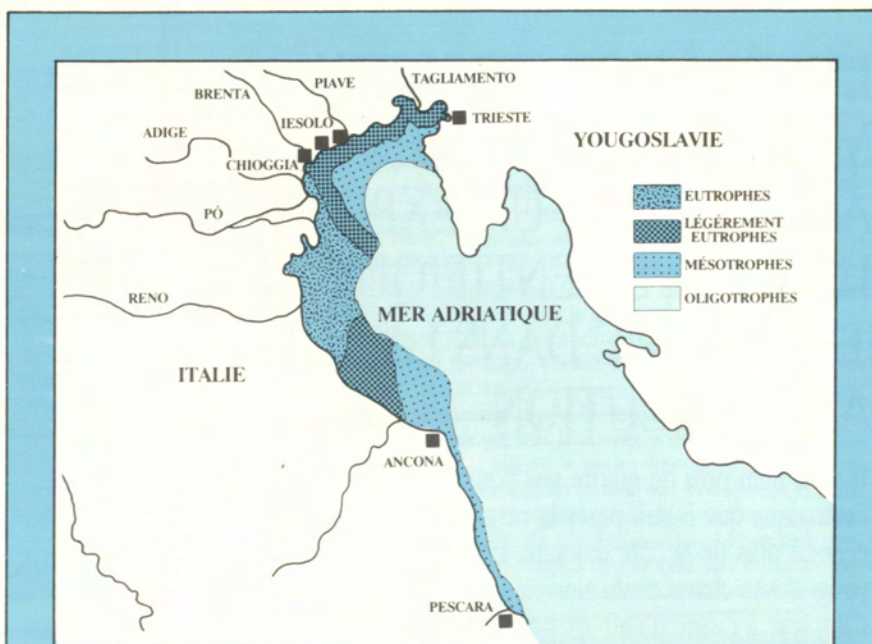 PIAVE
TAGLIAMENTO
BRENTA
IESOLO
TRIESTE
ADIGE
YOUGOSLAVIE
CHIOGGIA
EUTROPHES
PÔ
LÉGÉREMENT
EUTROPHES
MÉSOTROPHES
RENO
OLIGOTROPHES
MER ADRIATIQUE
ITALIE
ANCONA
PESCARA